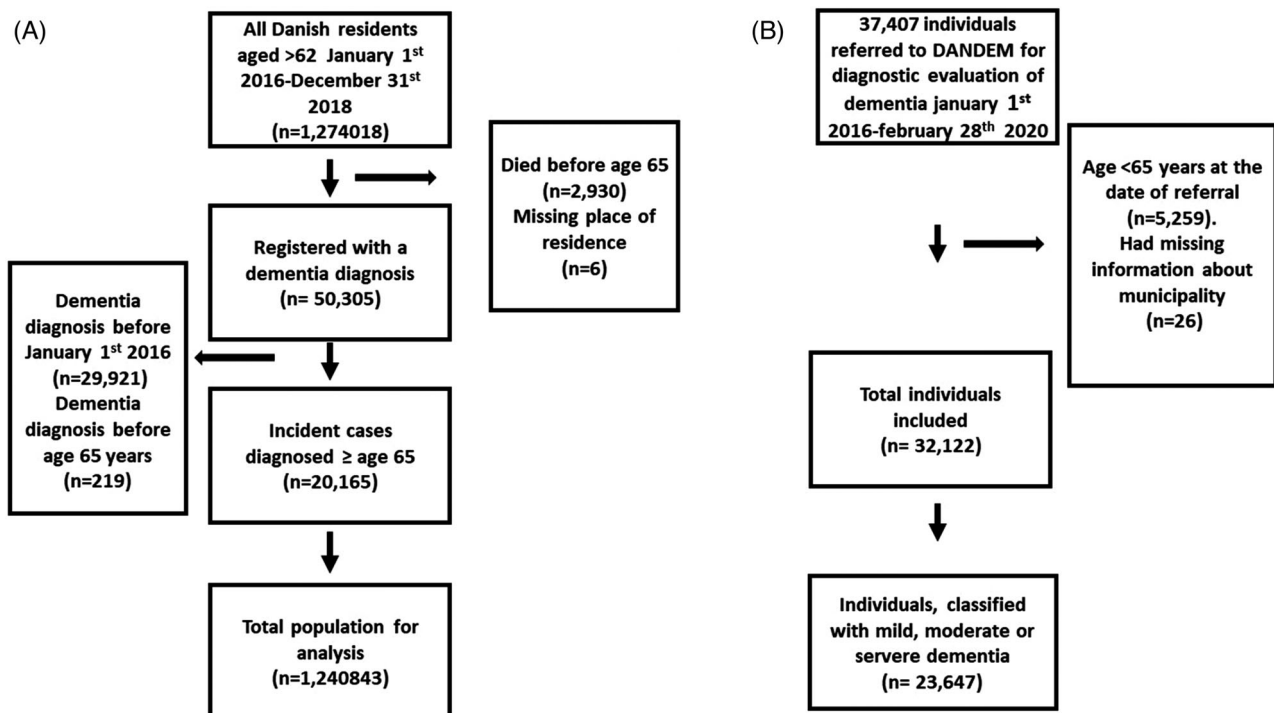 (A)
All Danish residents
aged >62 January 1st
2016-December 31st
2018
(n=1,274018)
Died before age 65
(n=2,930)
Missing place of
residence
(n=6)
Registered with a
dementia diagnosis
(n= 50,305)
Dementia
diagnosis before
January 1st 2016
(n=29,921)
Dementia
diagnosis before
age 65 years
(n=219)
Incident cases
diagnosed ≥ age 65
(n=20,165)
Total population for
analysis
(n=1,240843)
(B)
37,407 individuals
referred to DANDEM for
diagnostic evaluation of
dementia january 1st
2016-february 28th 2020
Age <65 years at the
date of referral
(n=5,259).
Had missing
information about
municipality
(n=26)
Total individuals
included
(n= 32,122)
Individuals, classified
with mild, moderate or
servere dementia
(n= 23,647)